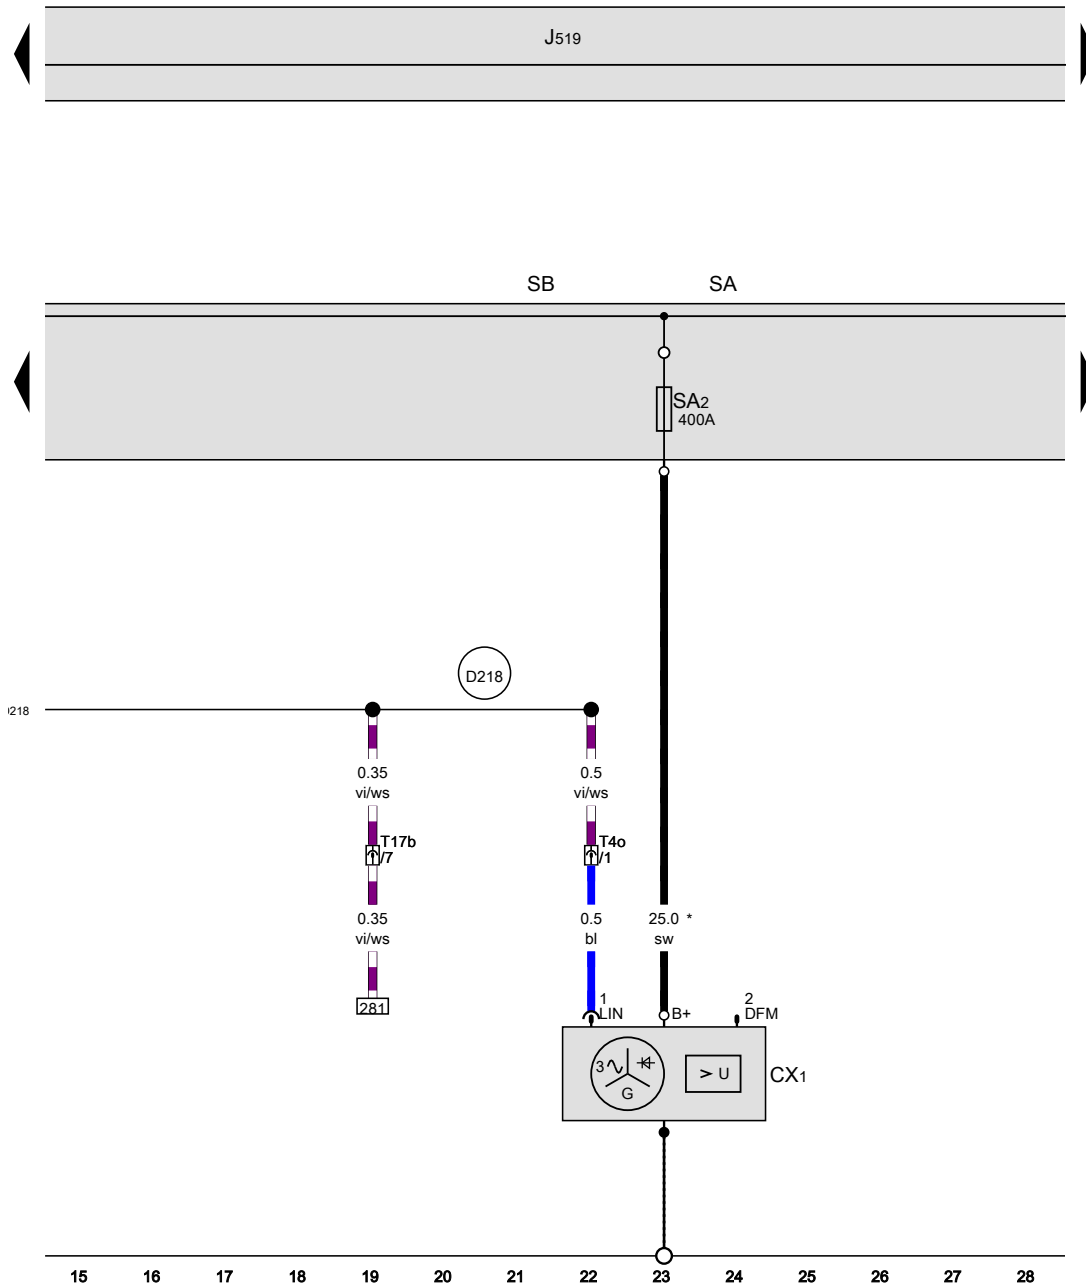 J519
SB SA
SA2
400A
D218
0.35 0.5
vi/ws vi/ws
T17b T4o
/7 /1
0.35 0.5 25.0 *
vi/ws bl sw
281
1 2
LIN B+ DFM
3 G > U CX1
15 16 17 18 19 20 21 22 23 24 25 26 27 28